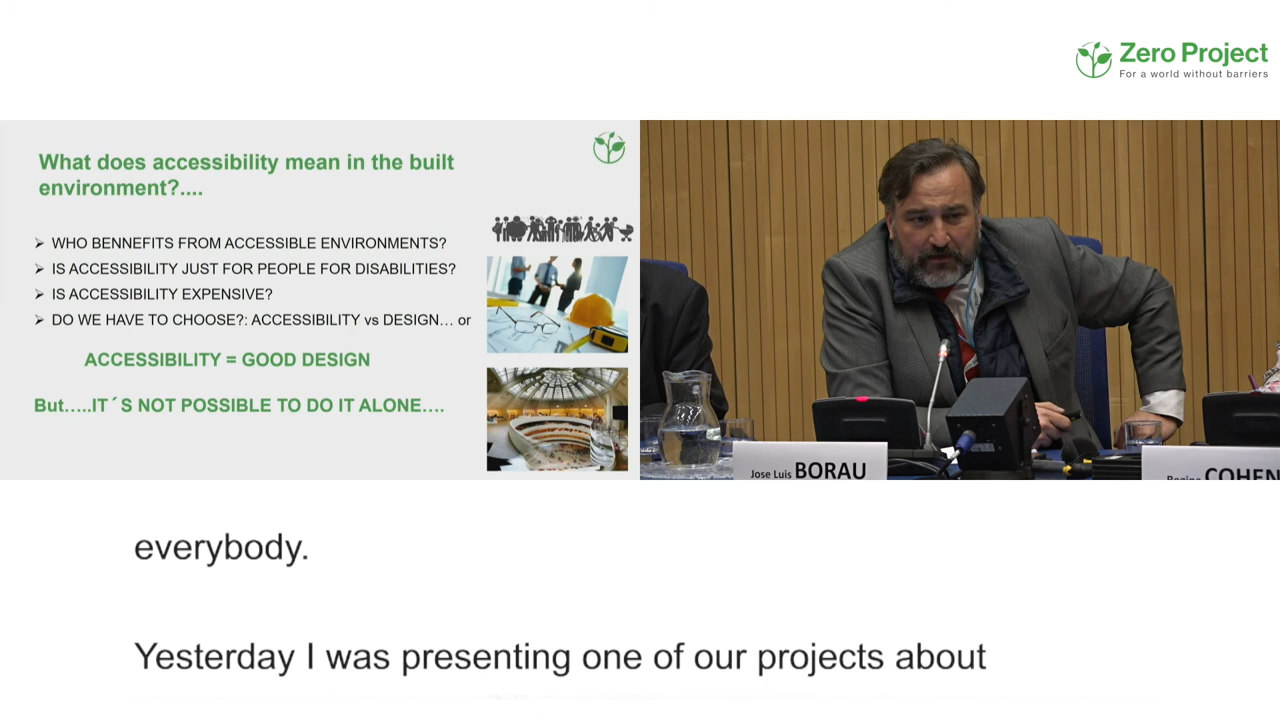 Zero Project
For a world without barriers
What does accessibility mean in the built
environment?....
➢ WHO BENNEFITS FROM ACCESSIBLE ENVIRONMENTS?
➢ IS ACCESSIBILITY JUST FOR PEOPLE FOR DISABILITIES?
➢ IS ACCESSIBILITY EXPENSIVE?
➢ DO WE HAVE TO CHOOSE?: ACCESSIBILITY vs DESIGN... or
ACCESSIBILITY = GOOD DESIGN
But.....IT´S NOT POSSIBLE TO DO IT ALONE....
Jose Luis BORAU
Regina COHEN
everybody.
Yesterday I was presenting one of our projects about